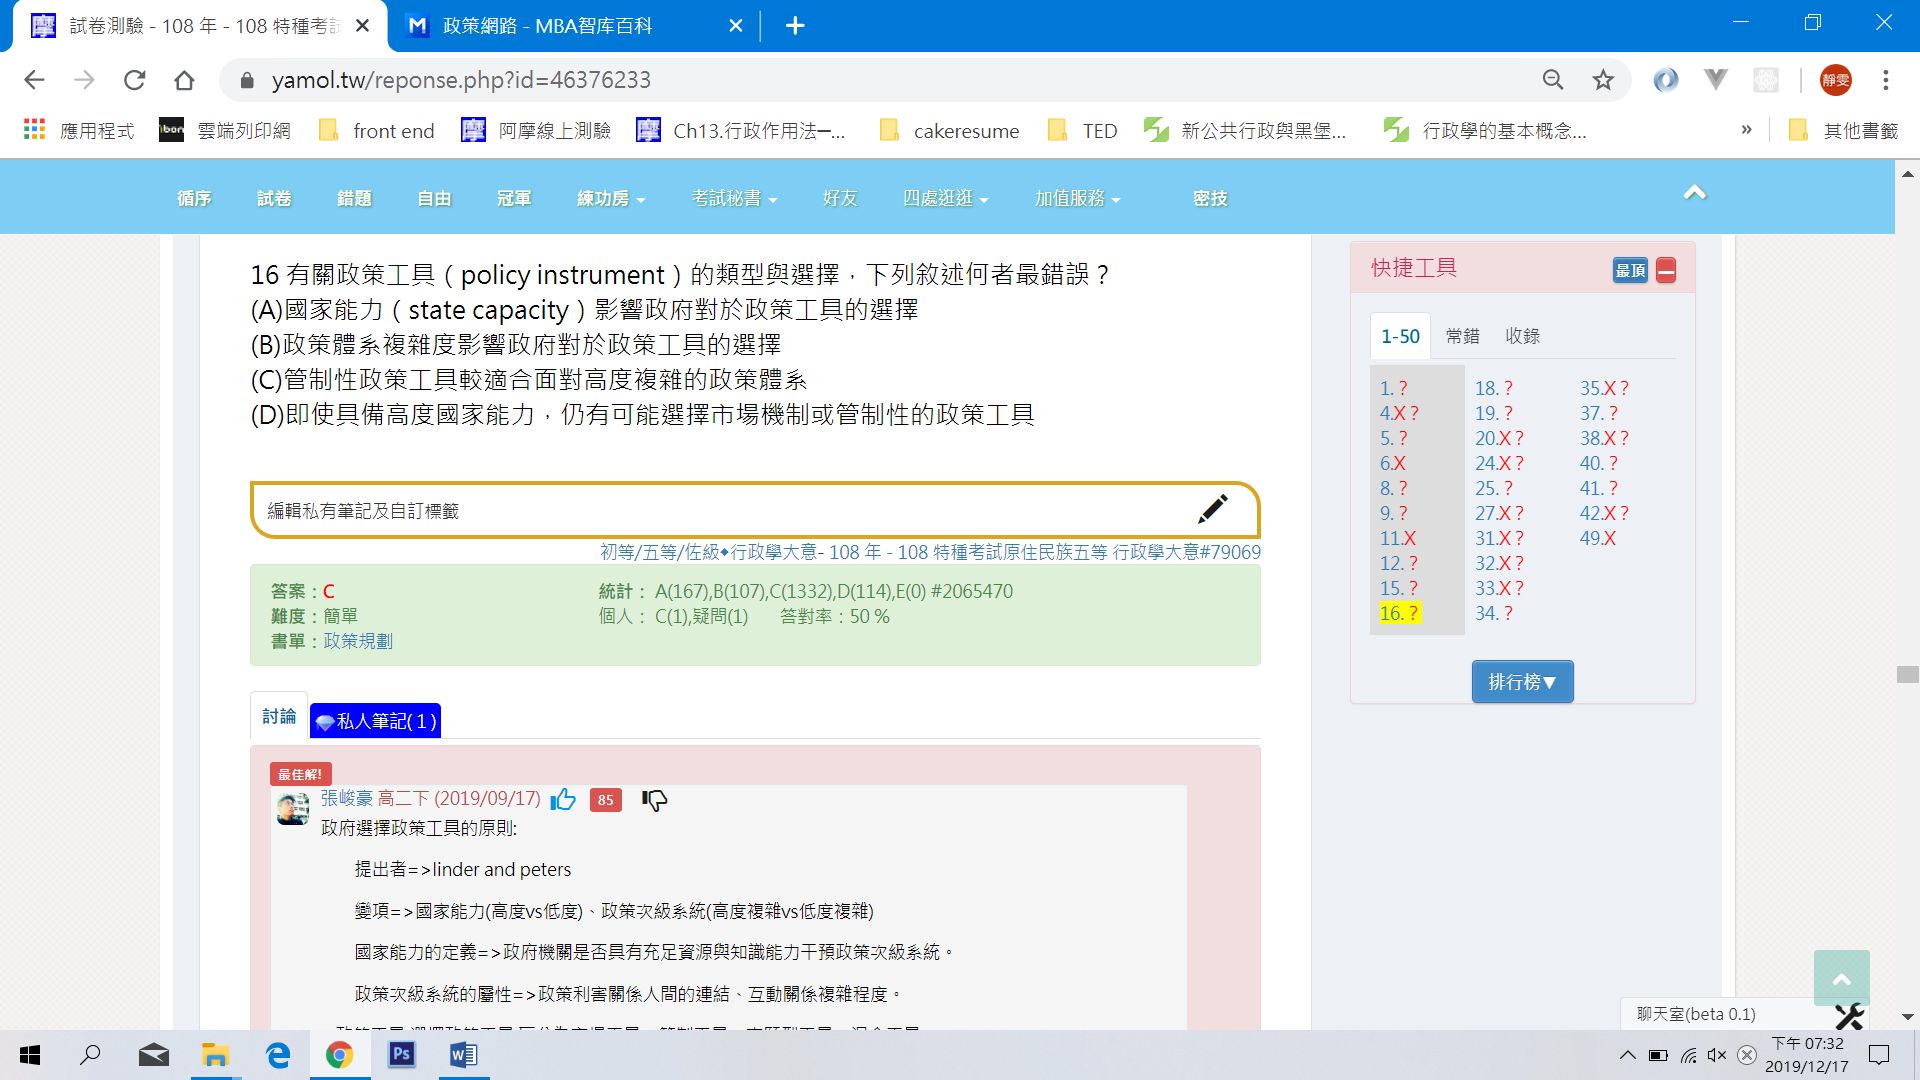 試卷測驗 - 108 年 - 108 特種考試
政策網路 - MBA智库百科
yamol.tw/reponse.php?id=46376233
靜雯
應用程式
ibon
雲端列印網
front end
阿摩線上測驗
Ch13.行政作用法─...
cakeresume
TED
新公共行政與黑堡...
行政學的基本概念...
»
其他書籤
循序
試卷
錯題
自由
冠軍
練功房
考試秘書
好友
四處逛逛
加值服務
密技
16 有關政策工具（policy instrument）的類型與選擇，下列敘述何者最錯誤？
(A)國家能力（state capacity）影響政府對於政策工具的選擇
(B)政策體系複雜度影響政府對於政策工具的選擇
(C)管制性政策工具較適合面對高度複雜的政策體系
(D)即使具備高度國家能力，仍有可能選擇市場機制或管制性的政策工具
編輯私有筆記及自訂標籤
初等/五等/佐級◆行政學大意- 108 年 - 108 特種考試原住民族五等 行政學大意#79069
答案：C
難度：簡單
書單：政策規劃
統計： A(167),B(107),C(1332),D(114),E(0) #2065470
個人： C(1),疑問(1) 答對率：50 %
討論
私人筆記( 1 )
最佳解!
張峻豪 高二下 (2019/09/17) 85
政府選擇政策工具的原則:
提出者=>linder and peters
變項=>國家能力(高度vs低度)、政策次級系統(高度複雜vs低度複雜)
國家能力的定義=>政府機關是否具有充足資源與知識能力干預政策次級系統。
政策次級系統的屬性=>政策利害關係人間的連結、互動關係複雜程度。
快捷工具
最頂
1-50
常錯
收錄
1. ?
4.X ?
5. ?
6.X
8. ?
9. ?
11.X
12. ?
15. ?
16. ?
18. ?
19. ?
20.X ?
24.X ?
25. ?
27.X ?
31.X ?
32.X ?
33.X ?
34. ?
35.X ?
37. ?
38.X ?
40. ?
41. ?
42.X ?
49.X
排行榜▼
聊天室(beta 0.1)
Ps
下午 07:32
2019/12/17